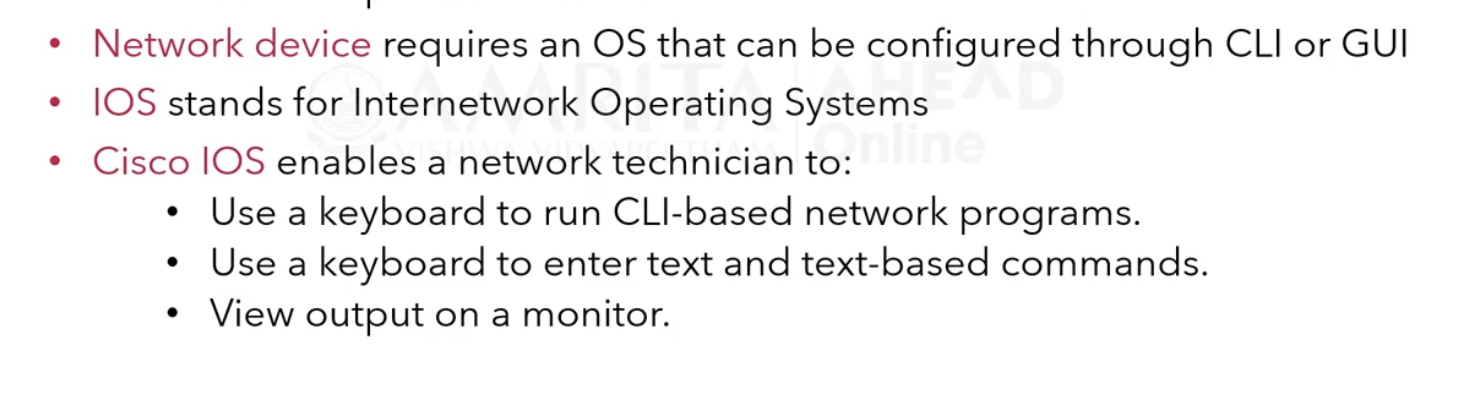 • Network device requires an OS that can be configured through CLI or GUI
• IOS stands for Internetwork Operating Systems
• Cisco IOS enables a network technician to:
• Use a keyboard to run CLI-based network programs.
• Use a keyboard to enter text and text-based commands.
• View output on a monitor.
AMRITA VISHWA VIDYAPEETHAM
AHEAD Online